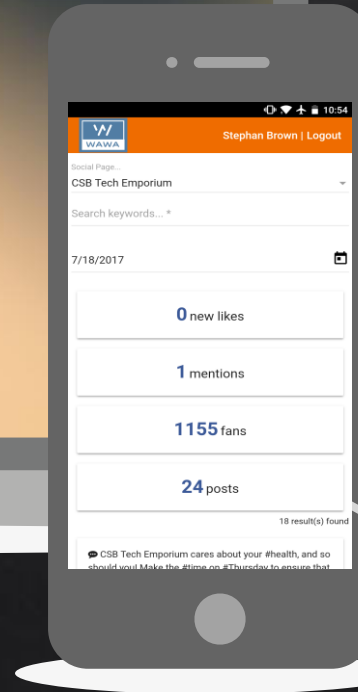 10:54
W
WAWA
Stephan Brown | Logout
Social Page...
CSB Tech Emporium
Search keywords... *
7/18/2017
0 new likes
1 mentions
1155 fans
24 posts
18 result(s) found
CSB Tech Emporium cares about your #health, and so
should you! Make the #time on #Thursday to ensure that